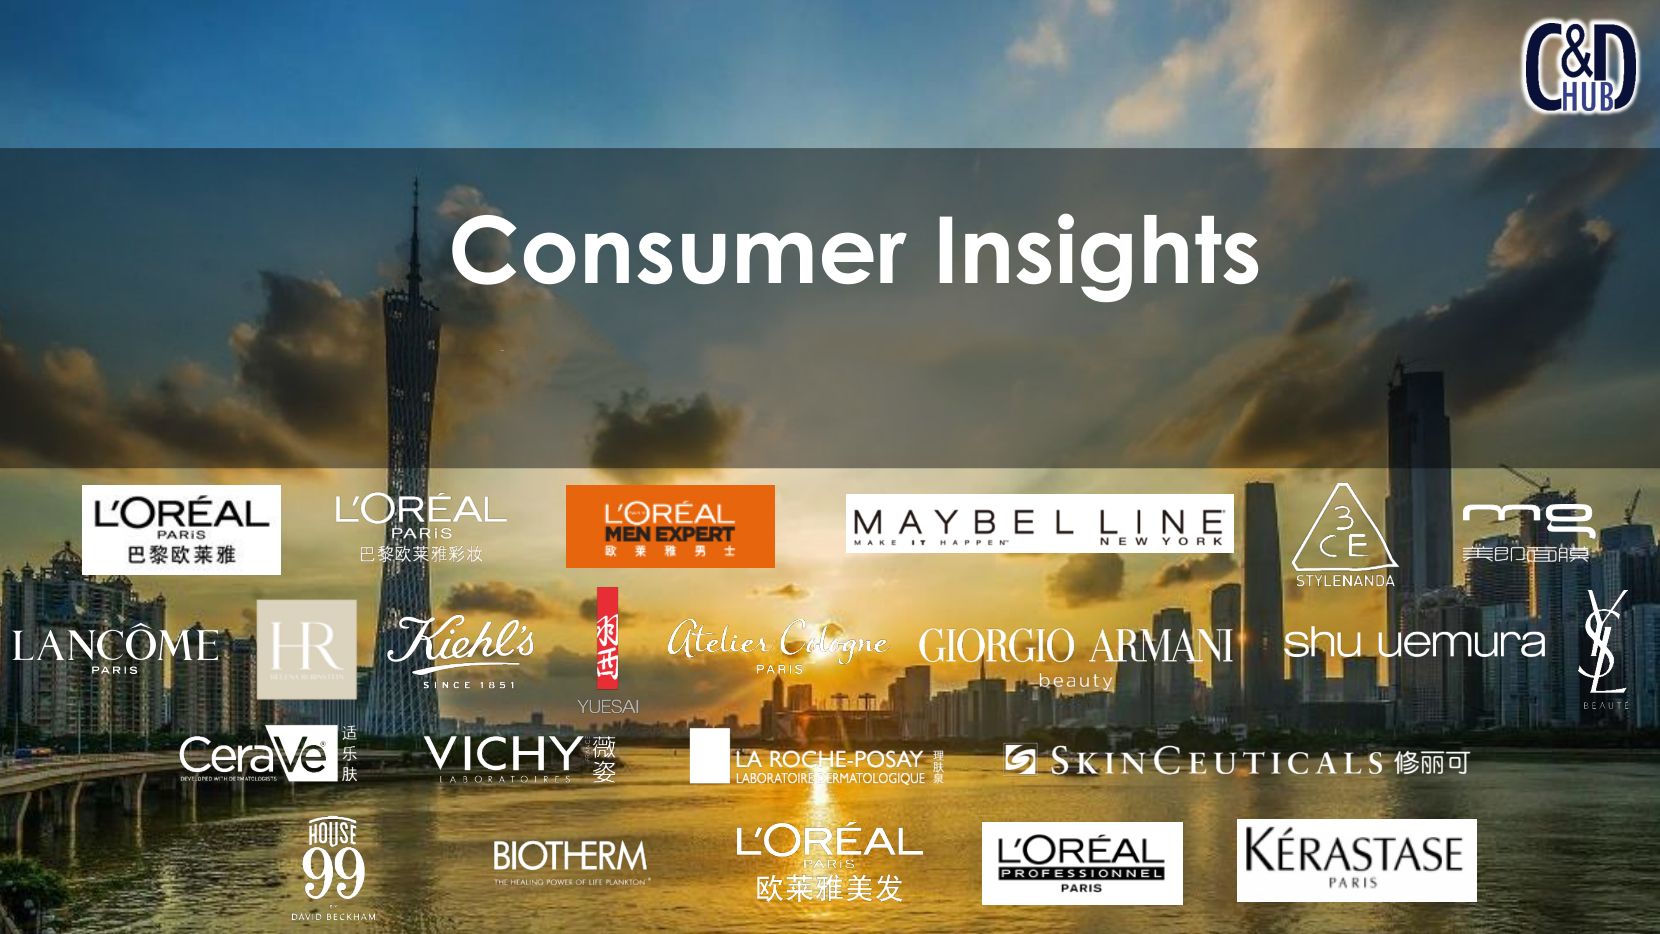 C&D
HUB
Consumer Insights
L'ORÉAL
PARiS
巴黎欧莱雅
L'ORÉAL
PARiS
巴黎欧莱雅彩妆
L'ORÉAL
MEN EXPERT
欧莱雅男士
MAYBELLINE
MAKE IT HAPPEN™ NEW YORK
3
CE
STYLENANDA
mg
美即面膜
LANCÔME
PARIS
HR
HELENA RUBINSTEIN
Kiehl's
SINCE 1851
羽西
YUESAI
Atelier Cologne
PARIS
GIORGIO ARMANI
beauty
shu uemura
YSL
BEAUTÉ
CeraVe® 适乐肤
DEVELOPED WITH DERMATOLOGISTS
VICHY 薇姿
LABORATOIRES
LA ROCHE-POSAY 理肤泉
LABORATOIRE DERMATOLOGIQUE
SKINCEUTICALS 修丽可
HOUSE
99
BY
DAVID BECKHAM
BIOTHERM
THE HEALING POWER OF LIFE PLANKTON™
L'ORÉAL
PARiS
欧莱雅美发
L'ORÉAL
PROFESSIONNEL
PARIS
KÉRASTASE
PARIS